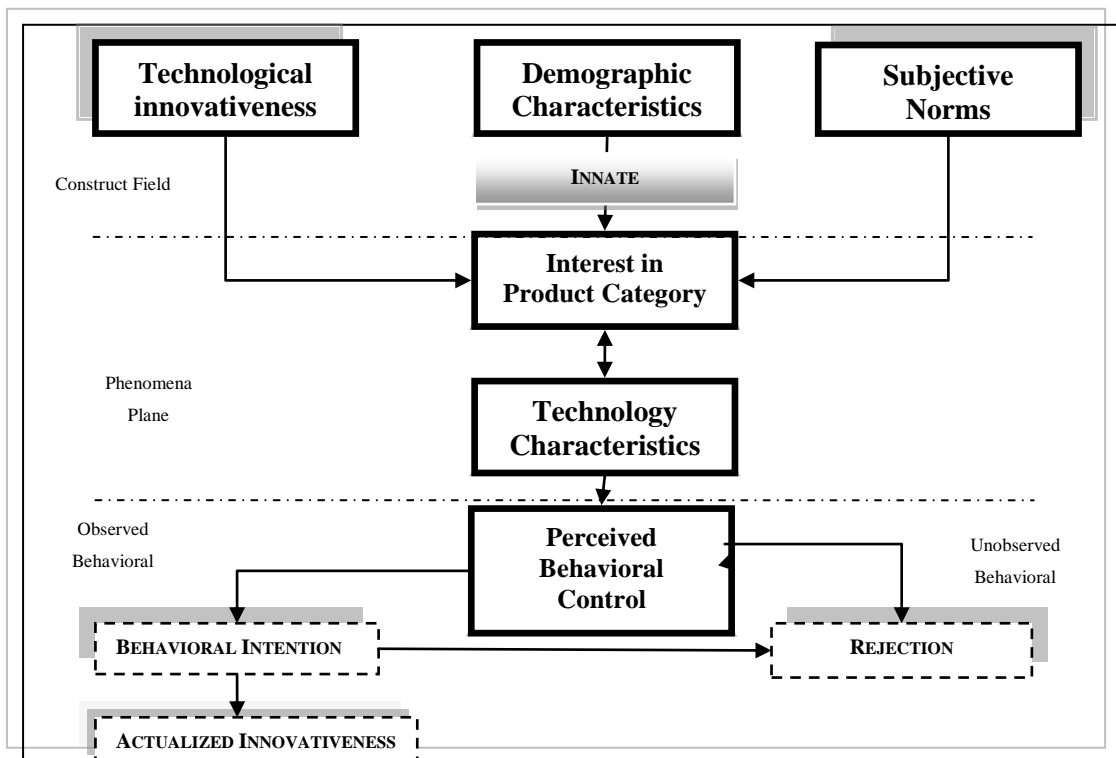 Technological
innovativeness
Demographic
Characteristics
Subjective
Norms
Construct Field
INNATE
Interest in
Product Category
Phenomena
Plane
Technology
Characteristics
Observed
Behavioral
Perceived
Behavioral
Control
Unobserved
Behavioral
BEHAVIORAL INTENTION
REJECTION
ACTUALIZED INNOVATIVENESS